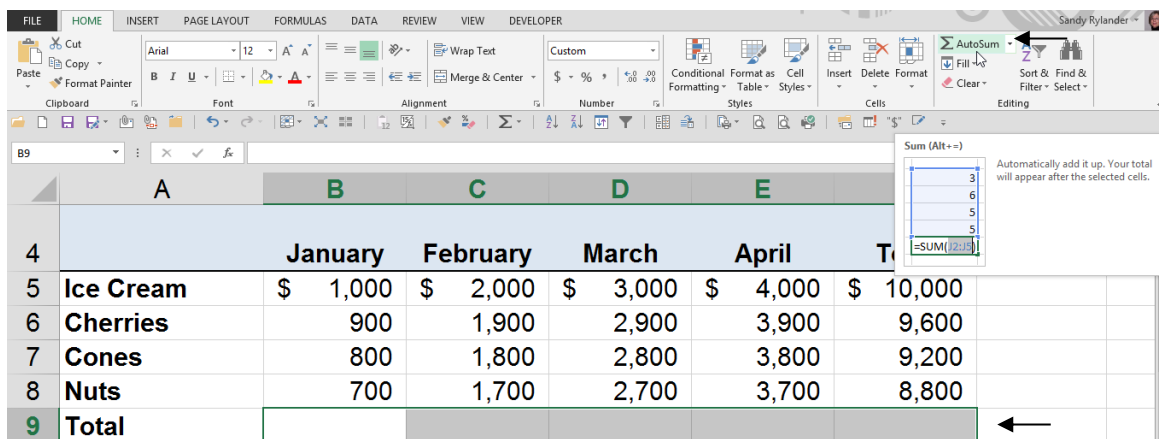 FILE HOME INSERT PAGE LAYOUT FORMULAS DATA REVIEW VIEW DEVELOPER Sandy Rylander
Cut
Copy
Format Painter
Paste
Clipboard
Arial 12 A A
B I U A
Font
Wrap Text
Merge & Center
Alignment
Custom
$ % , .00 .00
Number
Conditional Formatting
Format as Table
Cell Styles
Styles
Insert Delete Format
Cells
AutoSum
Fill
Clear
Sort & Filter
Find & Select
Editing
B9 fx
Sum (Alt+=)
Automatically add it up. Your total
will appear after the selected cells.
3
6
5
5
=SUM(J2:J5)
A B C D E
4 January February March April
5 Ice Cream $ 1,000 $ 2,000 $ 3,000 $ 4,000 $ 10,000
6 Cherries 900 1,900 2,900 3,900 9,600
7 Cones 800 1,800 2,800 3,800 9,200
8 Nuts 700 1,700 2,700 3,700 8,800
9 Total